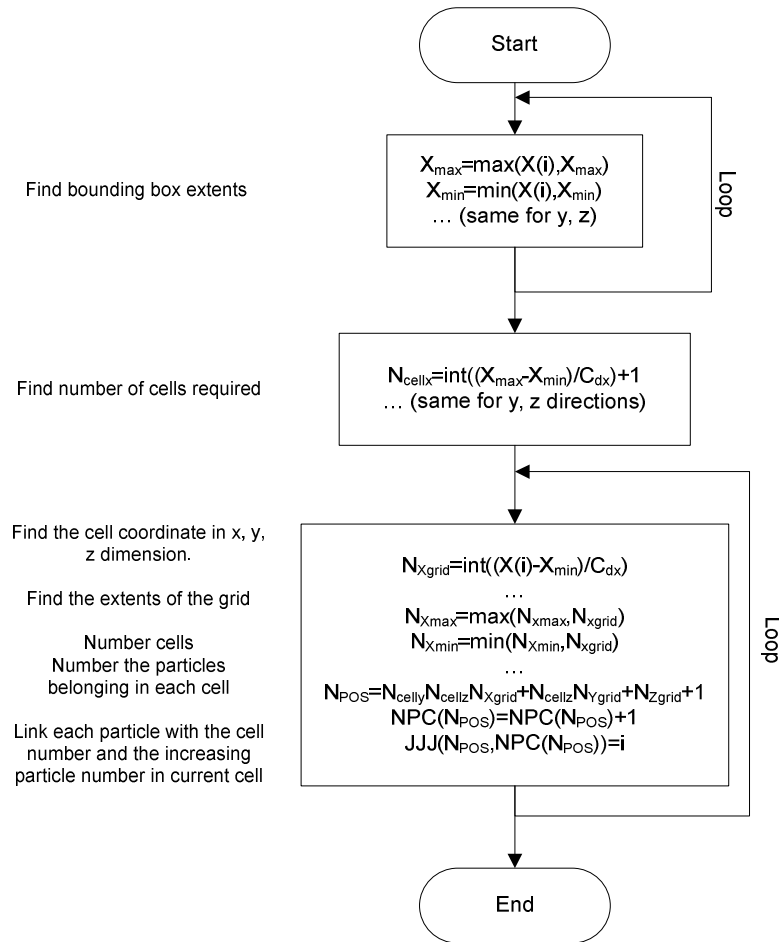 Start
Find bounding box extents
Xmax=max(X(i),Xmax)
Xmin=min(X(i),Xmin)
… (same for y, z)
Loop
Find number of cells required
Ncellx=int((Xmax-Xmin)/Cdx)+1
… (same for y, z directions)
Find the cell coordinate in x, y,
z dimension.
Find the extents of the grid
Number cells
Number the particles
belonging in each cell
Link each particle with the cell
number and the increasing
particle number in current cell
NXgrid=int((X(i)-Xmin)/Cdx)
…
NXmax=max(Nxmax,Nxgrid)
NXmin=min(NXmin,Nxgrid)
…
NPOS=NcellyNcellzNXgrid+NcellzNYgrid+NZgrid+1
NPC(NPOS)=NPC(NPOS)+1
JJJ(NPOS,NPC(NPOS))=i
Loop
End